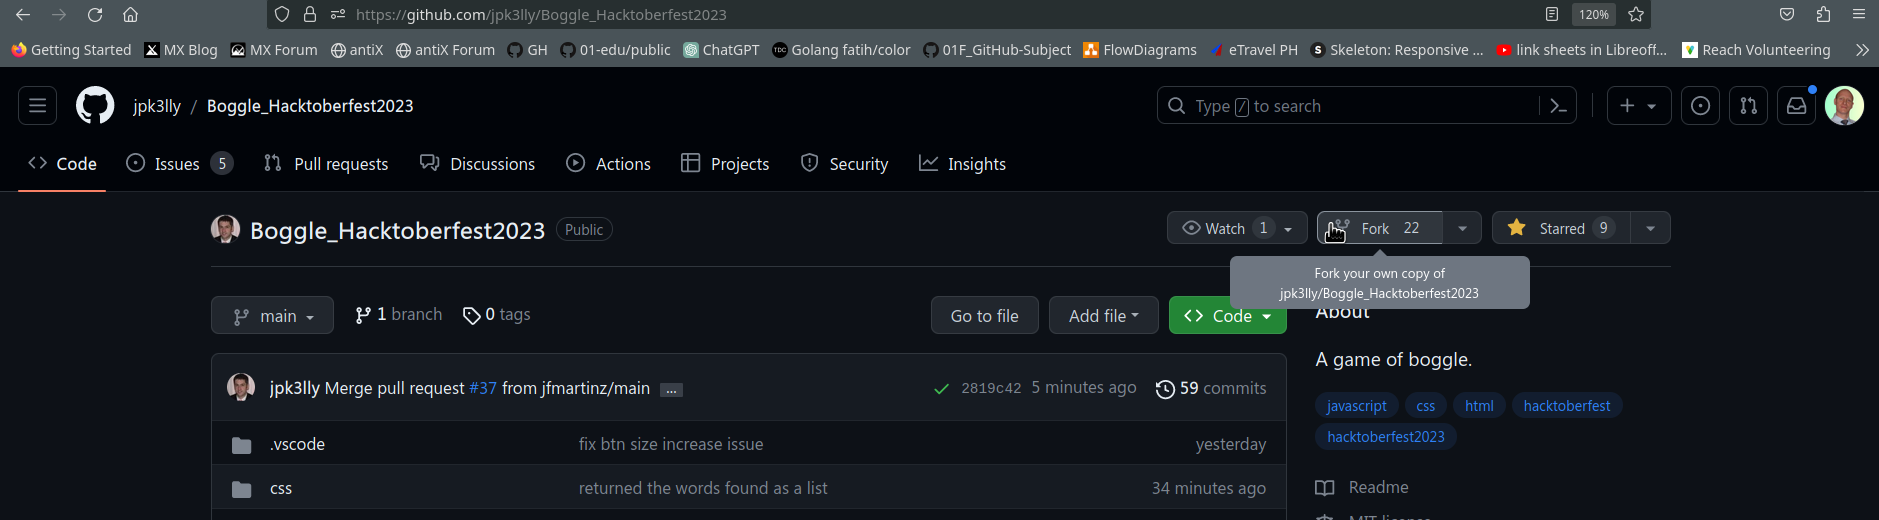 https://github.com/jpk3lly/Boggle_Hacktoberfest2023 120%
Getting Started MX Blog MX Forum antiX antiX Forum GH 01-edu/public ChatGPT TDC Golang fatih/color 01F_GitHub-Subject FlowDiagrams eTravel PH S Skeleton: Responsive ... link sheets in Libreoff... Reach Volunteering
jpk3lly / Boggle_Hacktoberfest2023 Type / to search
Code Issues 5 Pull requests Discussions Actions Projects Security Insights
Boggle_Hacktoberfest2023 Public Watch 1 Fork 22 Starred 9
Fork your own copy of
jpk3lly/Boggle_Hacktoberfest2023
main 1 branch 0 tags Go to file Add file Code About
A game of boggle.
jpk3lly Merge pull request #37 from jfmartinz/main ... 2819c42 5 minutes ago 59 commits
javascript css html hacktoberfest
hacktoberfest2023
.vscode fix btn size increase issue yesterday
css returned the words found as a list 34 minutes ago
Readme
MIT license